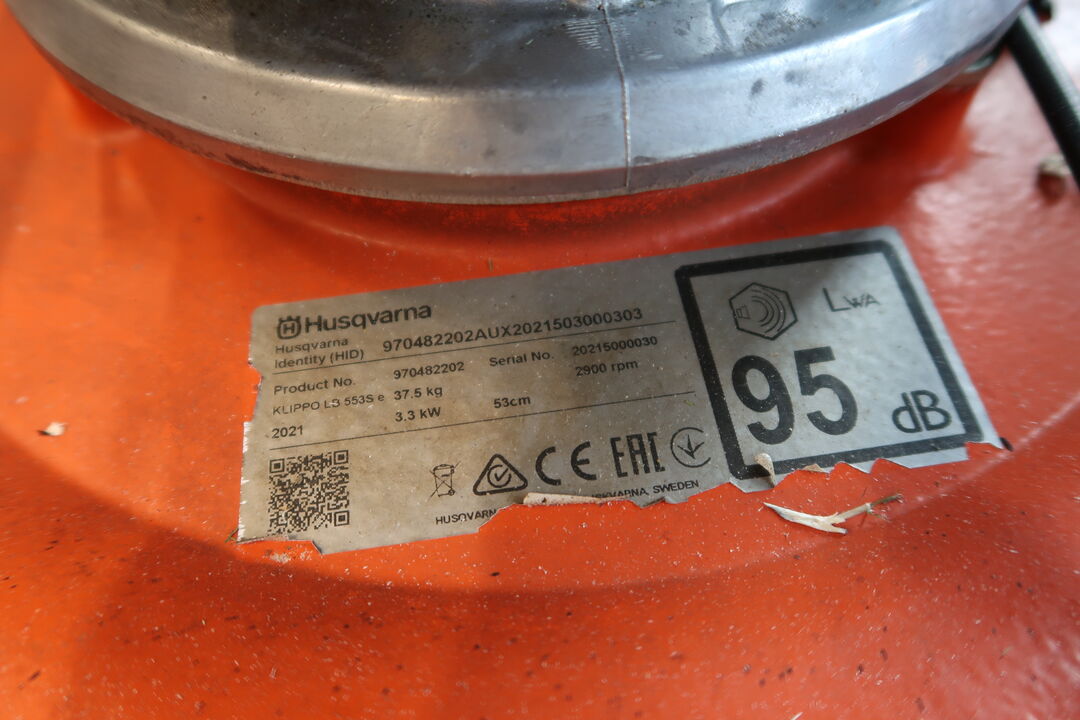 Husqvarna
Husqvarna
Identity (HID) 970482202AUX2021503000303
Product No. 970482202 Serial No. 20215000030
KLIPPO LB 553S e 37.5 kg 2900 rpm
2021 3.3 kW 53cm
CE EAC
HUSQVARNA, SWEDEN
LWA
95
dB